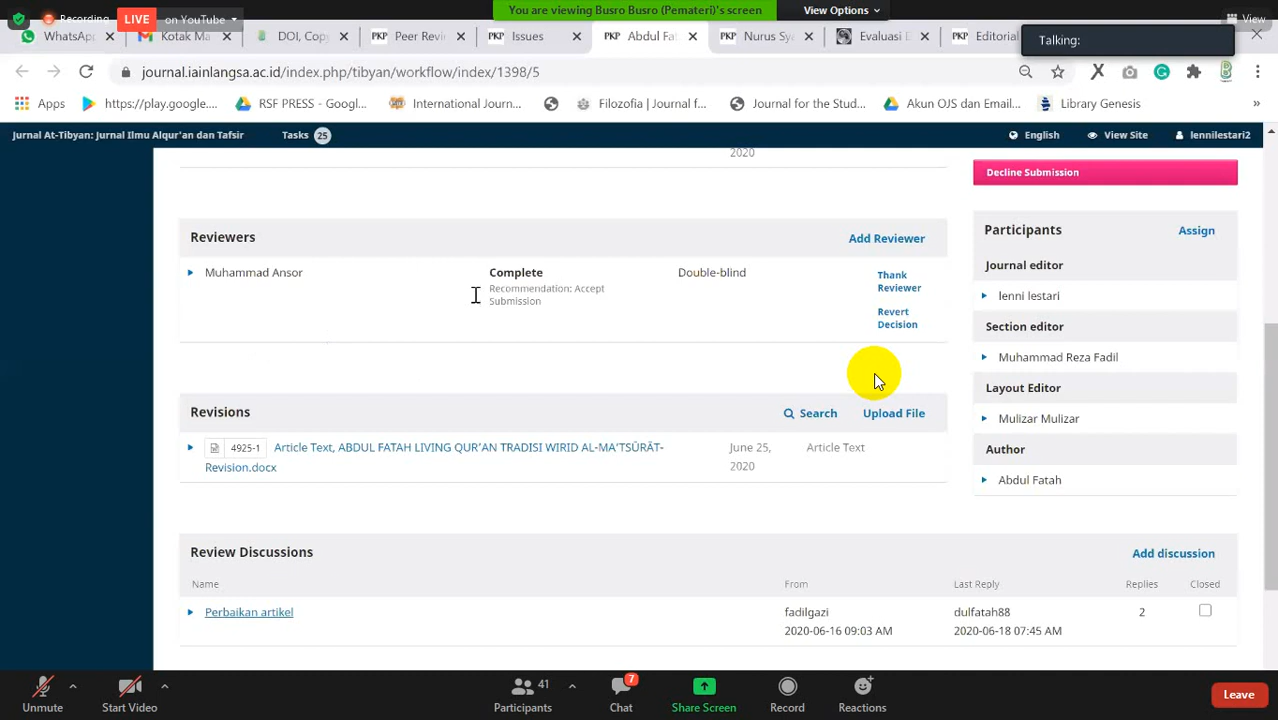 Recording
LIVE on YouTube
You are viewing Busro Busro (Pemateri)'s screen
View Options
View
Talking:
WhatsApp
Kotak Ma
DOI, Cop
PKP Peer Revi
PKP Issues
PKP Abdul Fat
PKP Nurus Sya
Evaluasi E
PKP Editorial
journal.iainlangsa.ac.id/index.php/tibyan/workflow/index/1398/5
Apps
https://play.google....
RSF PRESS - Googl...
International Journ...
Filozofia | Journal f...
Journal for the Stud...
Akun OJS dan Email...
Library Genesis
»
Jurnal At-Tibyan: Jurnal Ilmu Alqur'an dan Tafsir
Tasks 25
English
View Site
lennilestari2
2020
Decline Submission
Reviewers
Add Reviewer
Muhammad Ansor
Complete
Recommendation: Accept
Submission
Double-blind
Thank
Reviewer
Revert
Decision
Participants
Assign
Journal editor
lenni lestari
Section editor
Muhammad Reza Fadil
Layout Editor
Mulizar Mulizar
Author
Abdul Fatah
Revisions
Search
Upload File
4925-1 Article Text, ABDUL FATAH LIVING QUR'AN TRADISI WIRID AL-MA'TSŪRĀT-
Revision.docx
June 25,
2020
Article Text
Review Discussions
Add discussion
Name
From
Last Reply
Replies
Closed
Perbaikan artikel
fadilgazi
2020-06-16 09:03 AM
dulfatah88
2020-06-18 07:45 AM
2
Unmute
Start Video
Participants
41
Chat
7
Share Screen
Record
Reactions
Leave